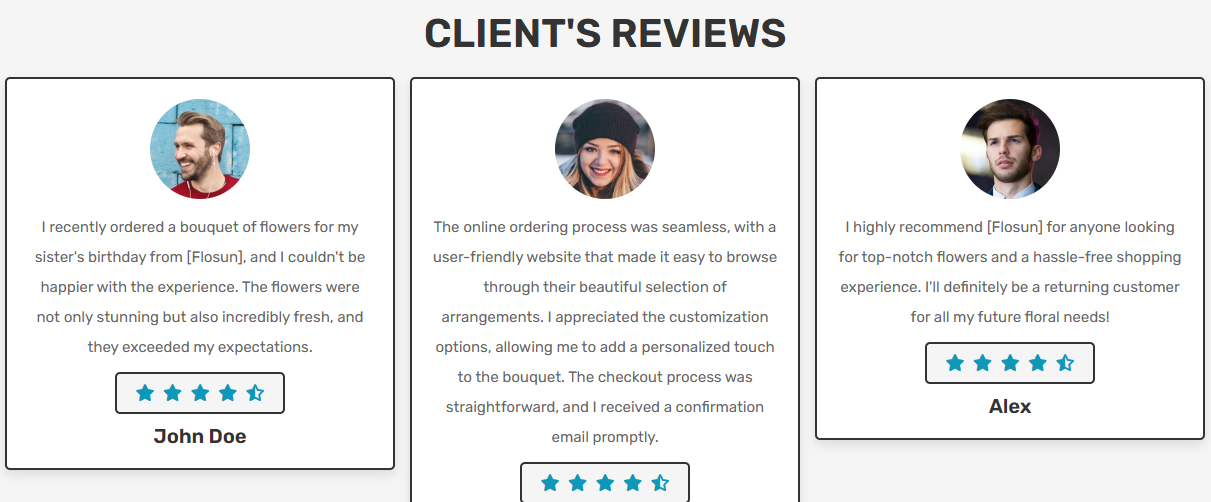 CLIENT'S REVIEWS
I recently ordered a bouquet of flowers for my
sister's birthday from [Flosun], and I couldn't be
happier with the experience. The flowers were
not only stunning but also incredibly fresh, and
they exceeded my expectations.
John Doe
The online ordering process was seamless, with a
user-friendly website that made it easy to browse
through their beautiful selection of
arrangements. I appreciated the customization
options, allowing me to add a personalized touch
to the bouquet. The checkout process was
straightforward, and I received a confirmation
email promptly.
I highly recommend [Flosun] for anyone looking
for top-notch flowers and a hassle-free shopping
experience. I'll definitely be a returning customer
for all my future floral needs!
Alex